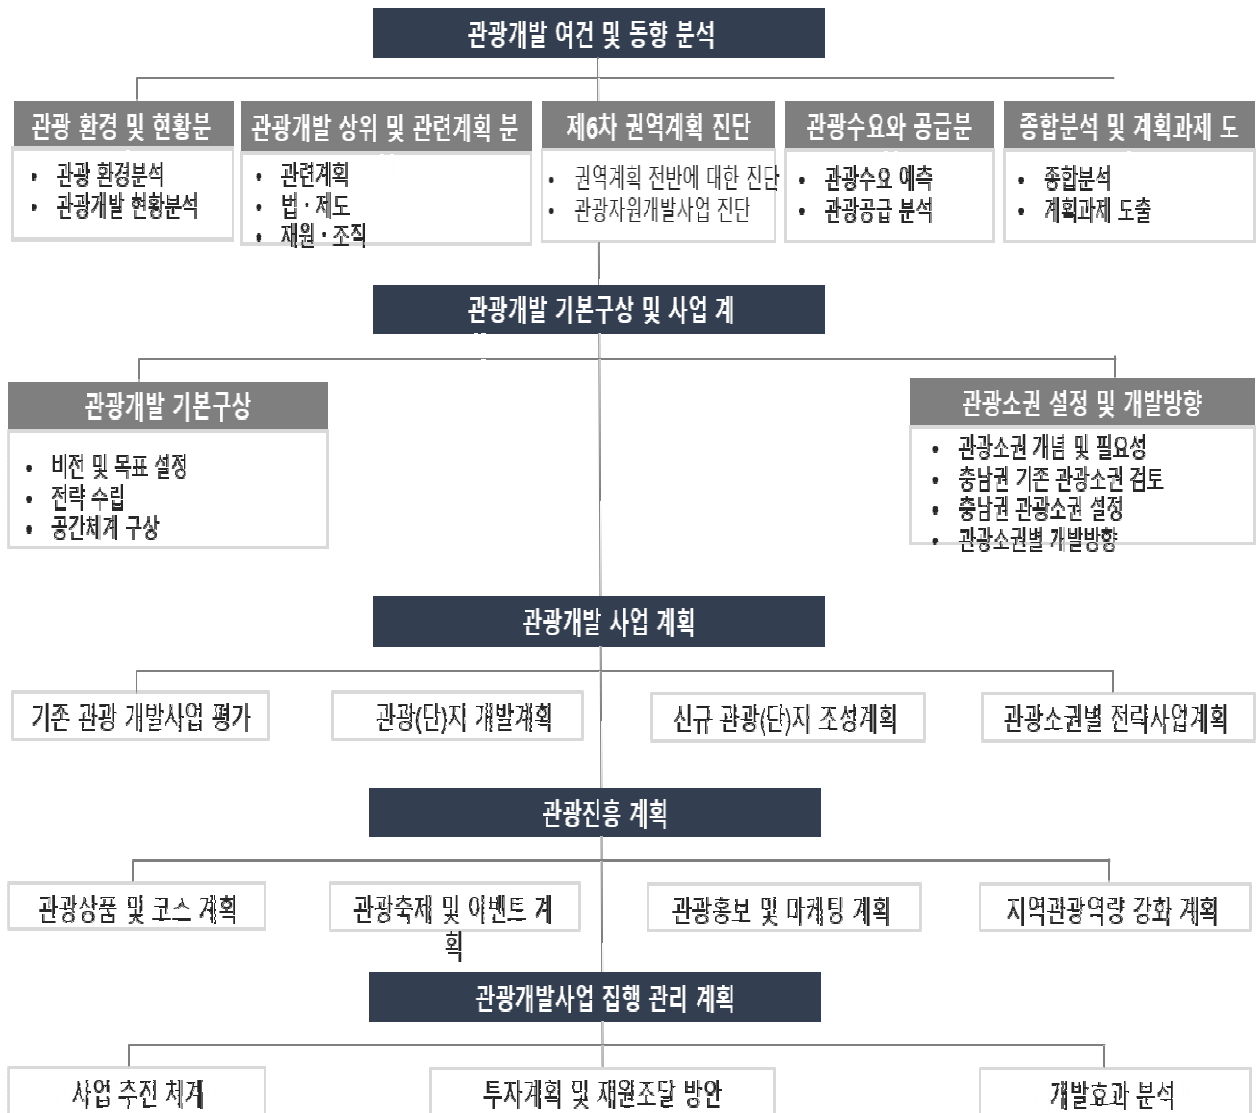 관광개발 여건 및 동향 분석
관광 환경 및 현황분
• 관광 환경분석
• 관광개발 현황분석
관광개발 상위 및 관련계획 분
• 관련계획
• 법·제도
• 재원·조직
제6차 권역계획 진단
• 권역계획 전반에 대한 진단
• 관광자원개발사업 진단
관광수요와 공급분
• 관광수요 예측
• 관광공급 분석
종합분석 및 계획과제 도
• 종합분석
• 계획과제 도출
관광개발 기본구상 및 사업 계
관광개발 기본구상
• 비전 및 목표 설정
• 전략 수립
• 공간체계 구상
관광소권 설정 및 개발방향
• 관광소권 개념 및 필요성
• 충남권 기존 관광소권 검토
• 충남권 관광소권 설정
• 관광소권별 개발방향
관광개발 사업 계획
기존 관광 개발사업 평가
관광(단)지 개발계획
신규 관광(단)지 조성계획
관광소권별 전략사업계획
관광진흥 계획
관광상품 및 코스 계획
관광축제 및 이벤트 계
획
관광홍보 및 마케팅 계획
지역관광역량 강화 계획
관광개발사업 집행 관리 계획
사업 추진 체계
투자계획 및 재원조달 방안
개발효과 분석